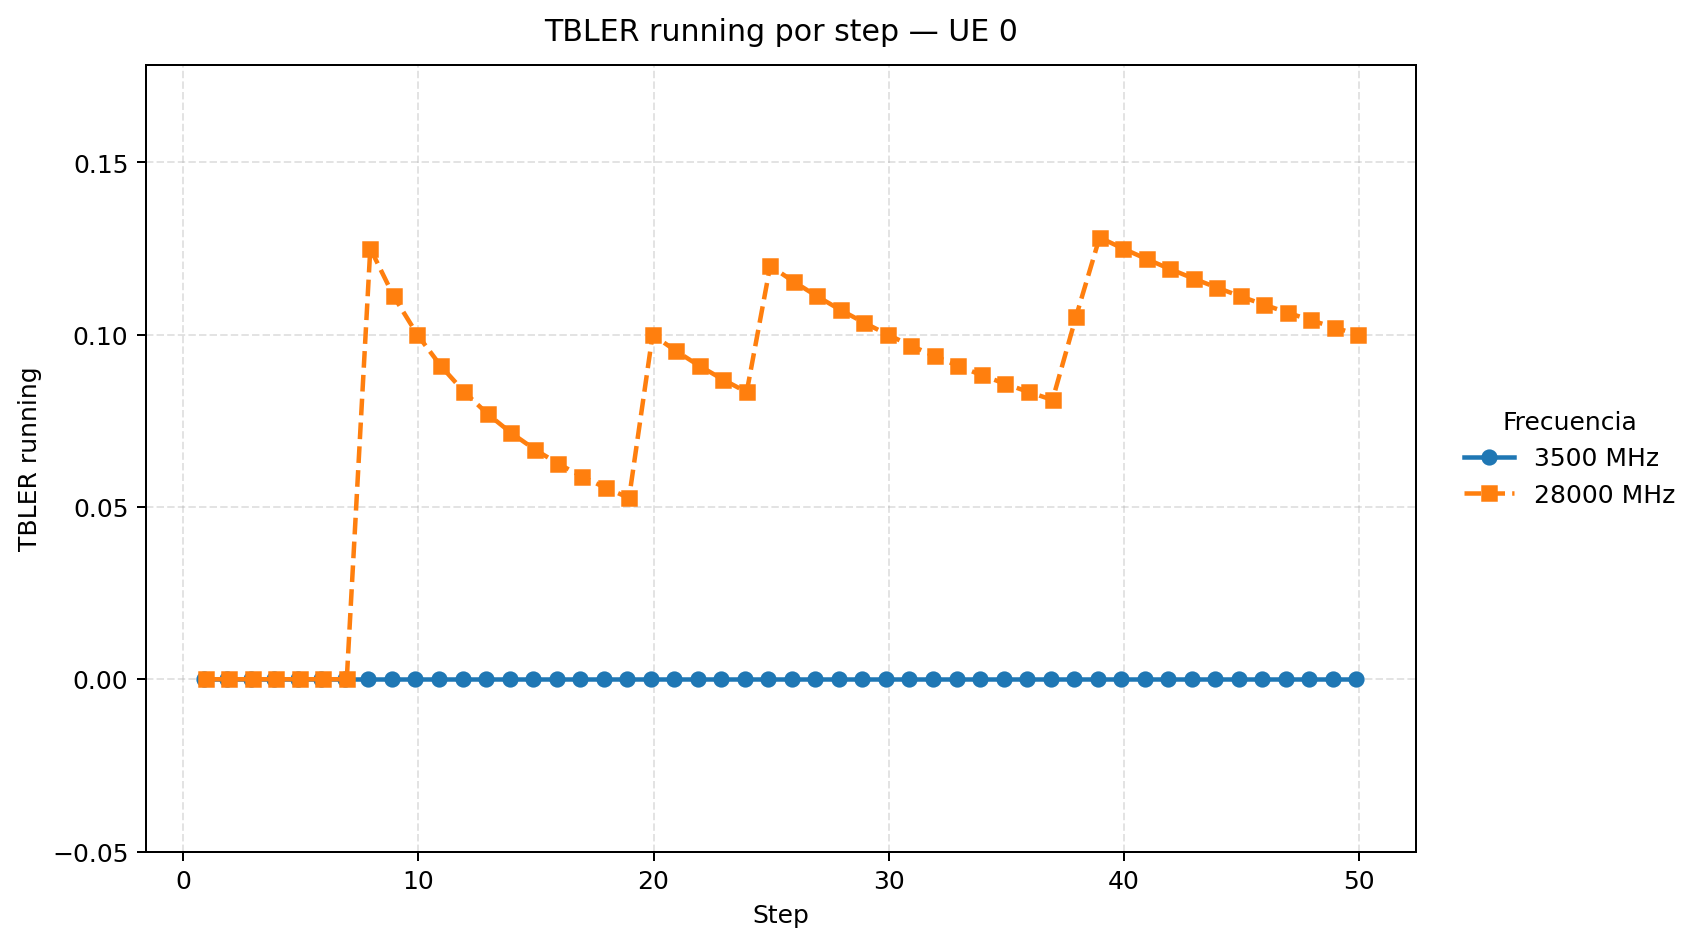 TBLER running por step — UE 0
0.15
0.10
0.05
0.00
−0.05
TBLER running
0 10 20 30 40 50
Step
Frecuencia
3500 MHz
28000 MHz